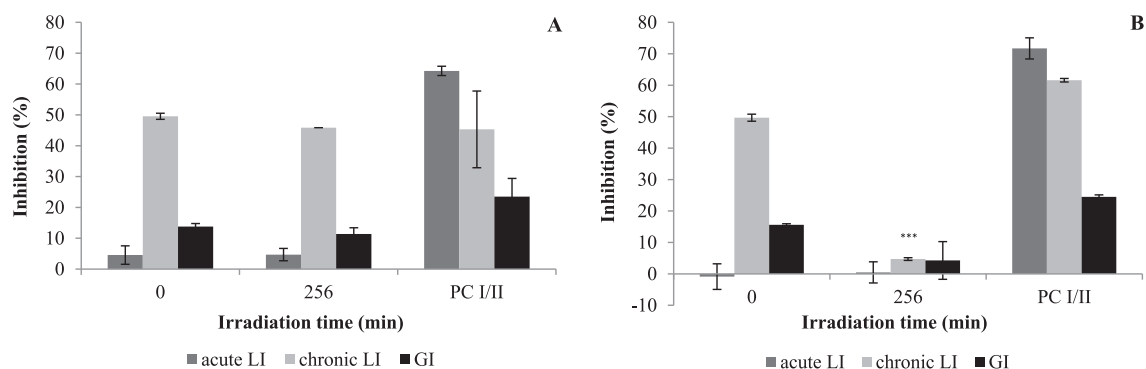 A
Inhibition (%)
80
70
60
50
40
30
20
10
0
0 256 PC I/II
Irradiation time (min)
acute LI chronic LI GI
B
Inhibition (%)
80
70
60
50
40
30
20
10
0
-10
***
0 256 PC I/II
Irradiation time (min)
acute LI chronic LI GI